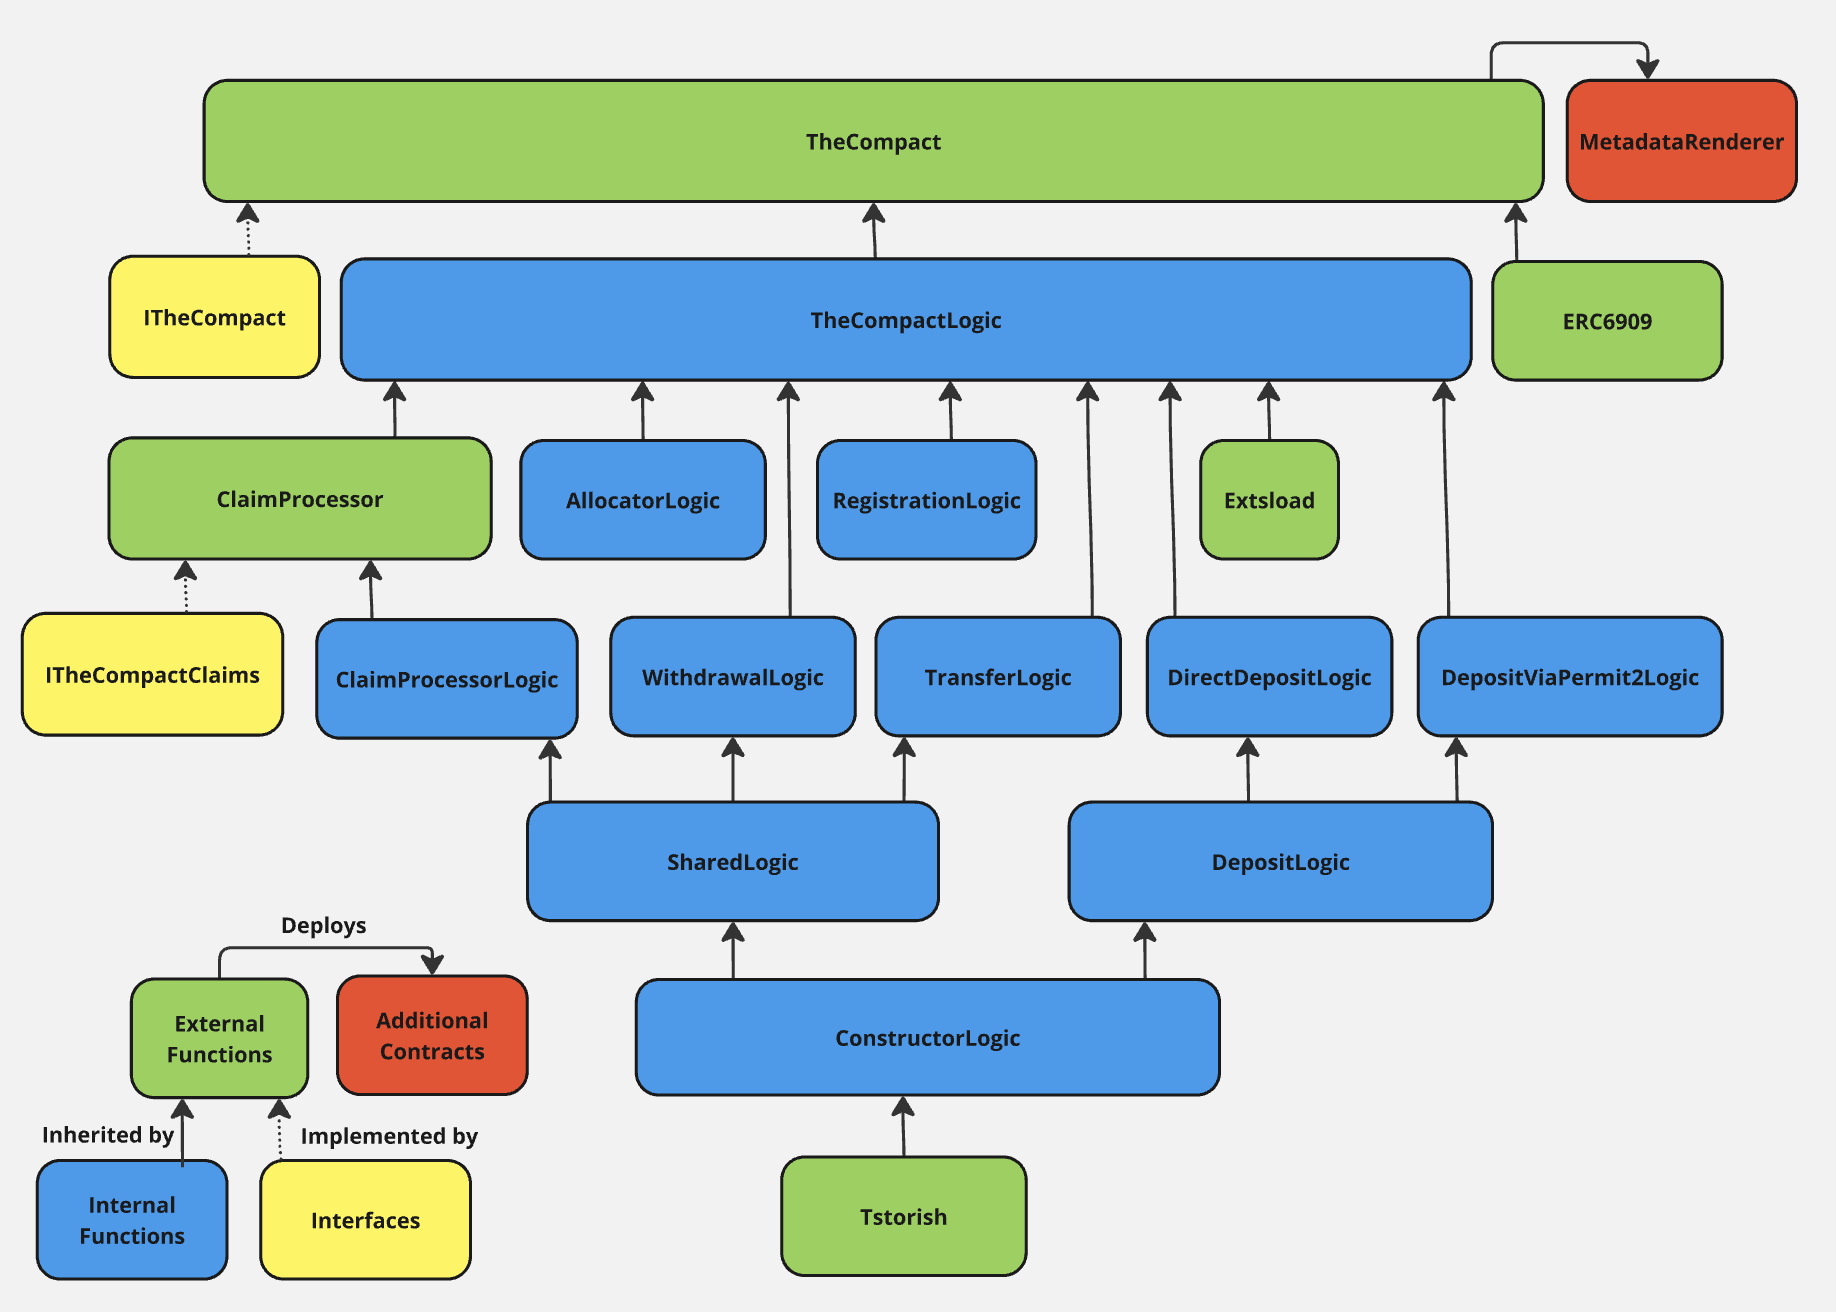 TheCompact
MetadataRenderer
ITheCompact
TheCompactLogic
ERC6909
ClaimProcessor
AllocatorLogic
RegistrationLogic
Extsload
ITheCompactClaims
ClaimProcessorLogic
WithdrawalLogic
TransferLogic
DirectDepositLogic
DepositViaPermit2Logic
SharedLogic
DepositLogic
ConstructorLogic
Tstorish
Deploys
External
Functions
Additional
Contracts
Inherited by
Implemented by
Internal
Functions
Interfaces